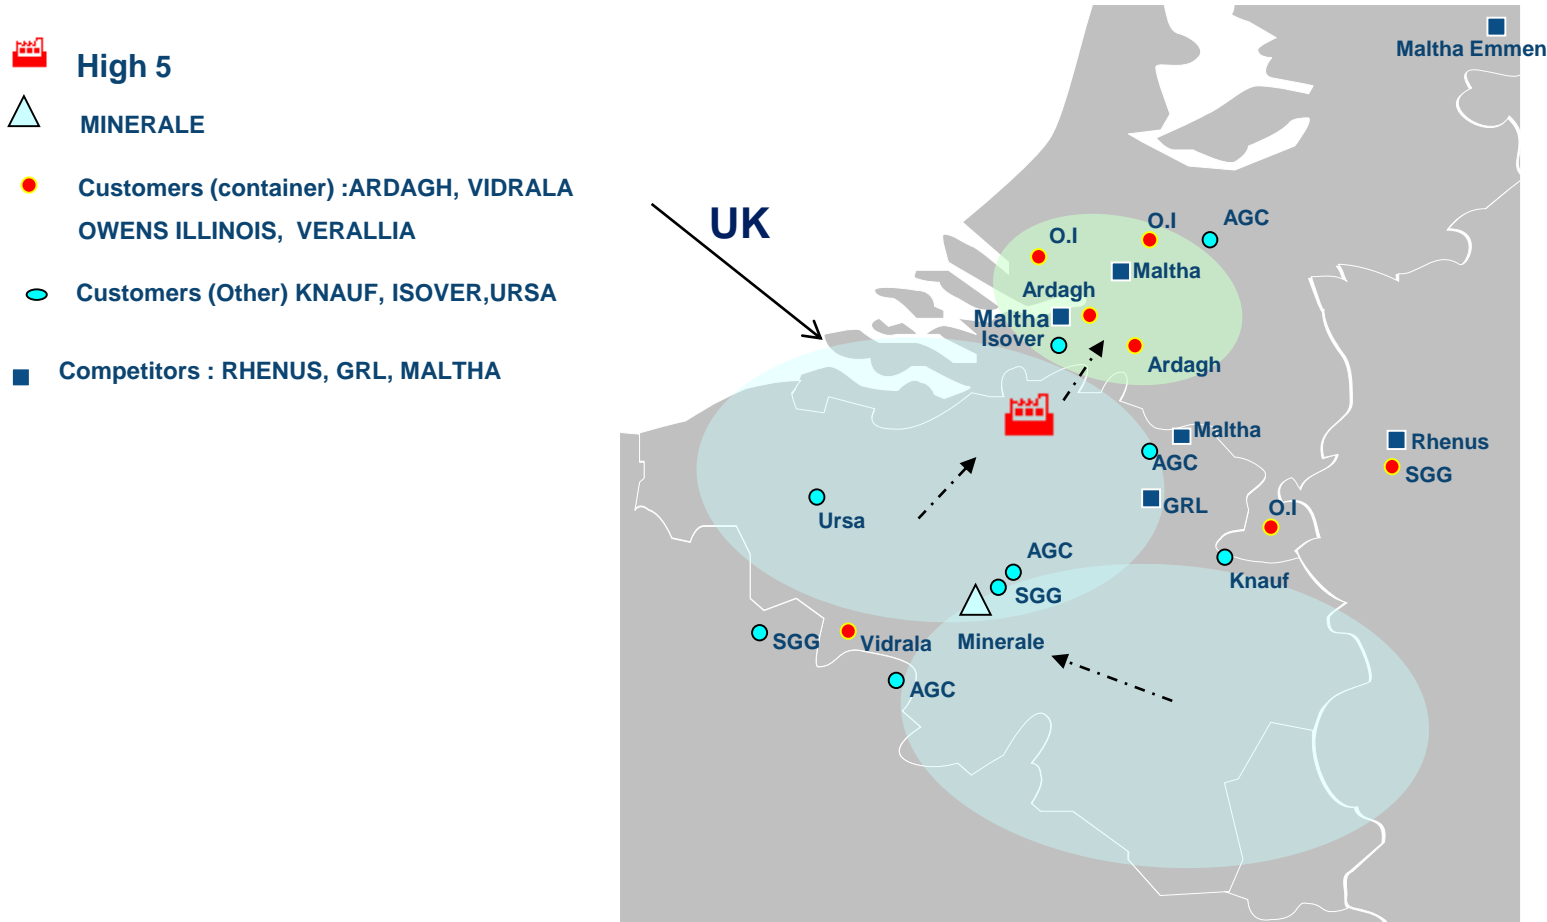 High 5
MINERALE
Customers (container) :ARDAGH, VIDRALA
OWENS ILLINOIS, VERALLIA
Customers (Other) KNAUF, ISOVER,URSA
Competitors : RHENUS, GRL, MALTHA
Maltha Emmen
UK
O.I
AGC
O.I
Maltha
Ardagh
Maltha
Isover
Ardagh
Maltha
Rhenus
AGC
SGG
GRL
O.I
Ursa
AGC
Knauf
SGG
SGG
Vidrala
Minerale
AGC